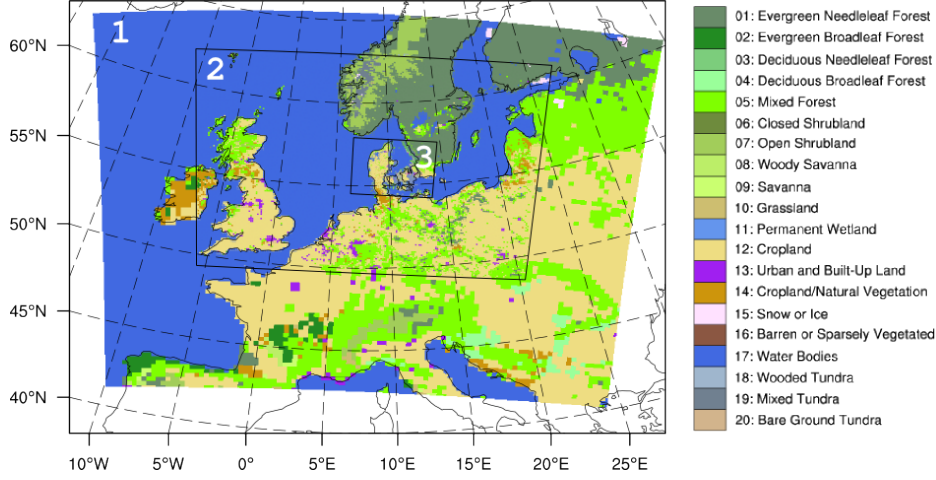 1
2
3
60°N
55°N
50°N
45°N
40°N
10°W
5°W
0°
5°E
10°E
15°E
20°E
25°E
01: Evergreen Needleleaf Forest
02: Evergreen Broadleaf Forest
03: Deciduous Needleleaf Forest
04: Deciduous Broadleaf Forest
05: Mixed Forest
06: Closed Shrubland
07: Open Shrubland
08: Woody Savanna
09: Savanna
10: Grassland
11: Permanent Wetland
12: Cropland
13: Urban and Built-Up Land
14: Cropland/Natural Vegetation
15: Snow or Ice
16: Barren or Sparsely Vegetated
17: Water Bodies
18: Wooded Tundra
19: Mixed Tundra
20: Bare Ground Tundra